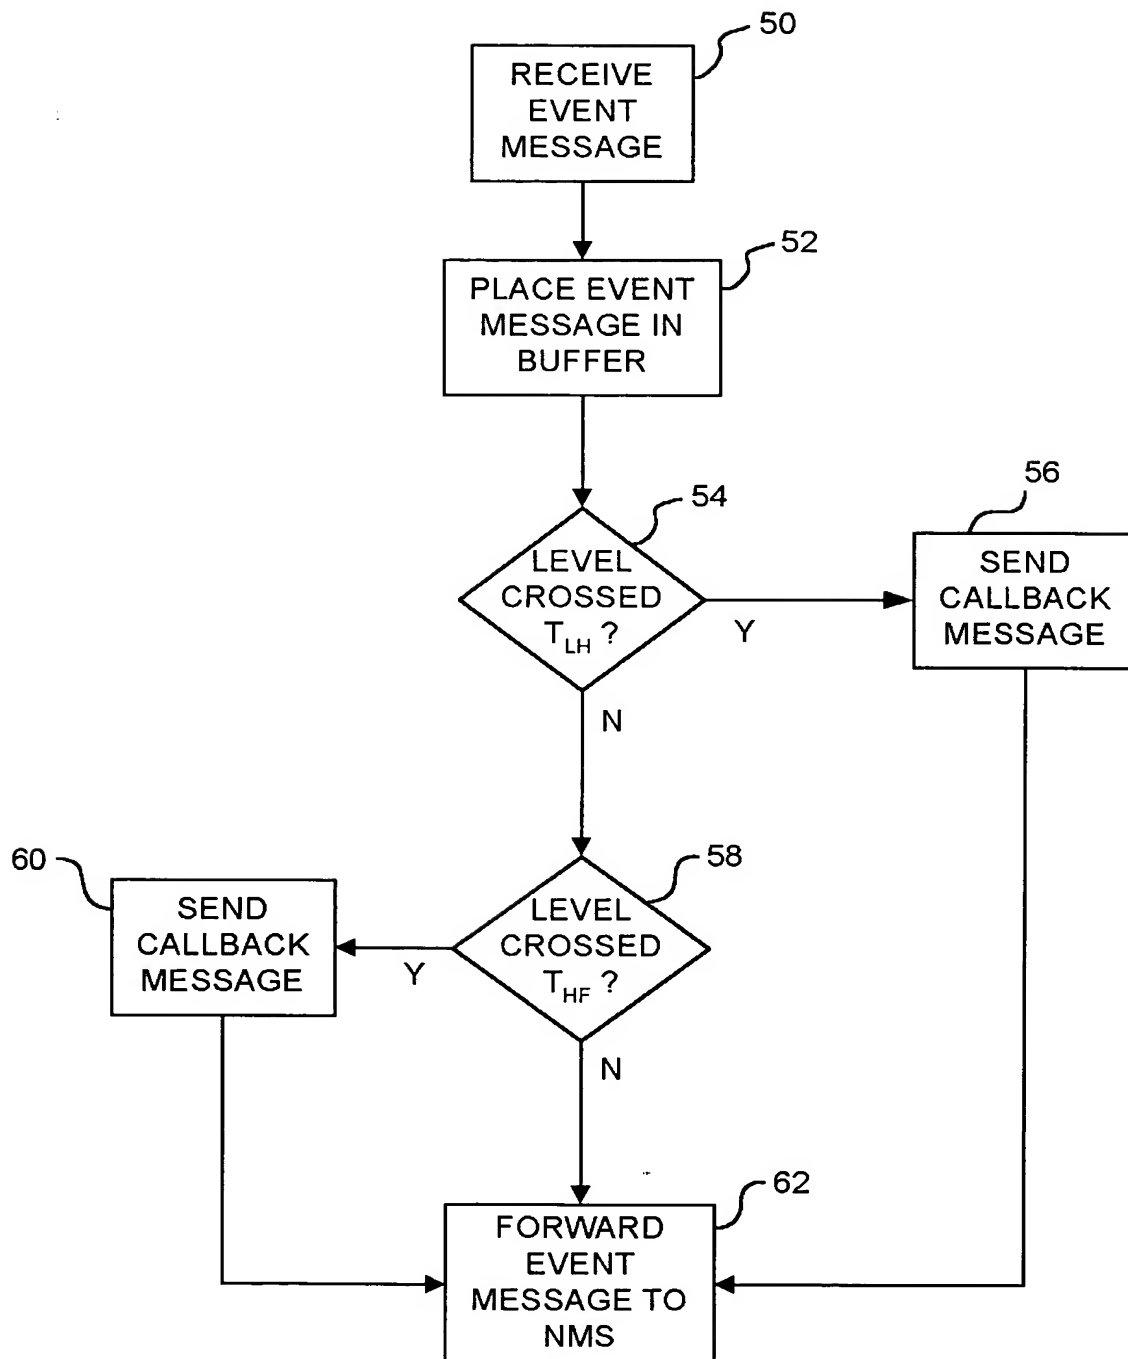 50
RECEIVE
EVENT
MESSAGE
52
PLACE EVENT
MESSAGE IN
BUFFER
54
LEVEL
CROSSED
T_LH ?
Y
N
56
SEND
CALLBACK
MESSAGE
58
LEVEL
CROSSED
T_HF ?
Y
N
60
SEND
CALLBACK
MESSAGE
62
FORWARD
EVENT
MESSAGE TO
NMS